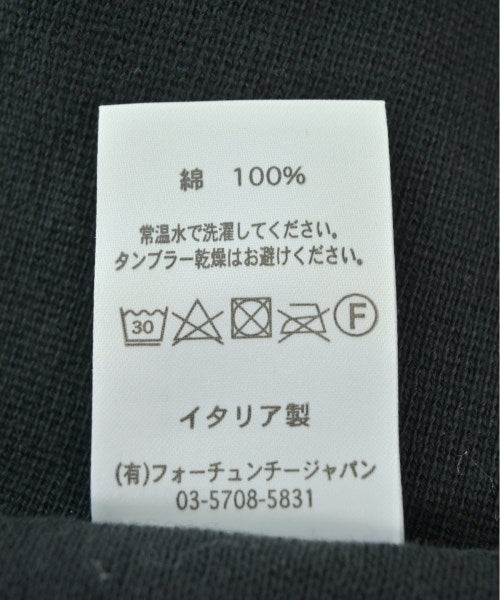 綿 100%
常温水で洗濯してください。
タンブラー乾燥はお避けください。
30 F
イタリア製
(有)フォーチュンチージャパン
03-5708-5831